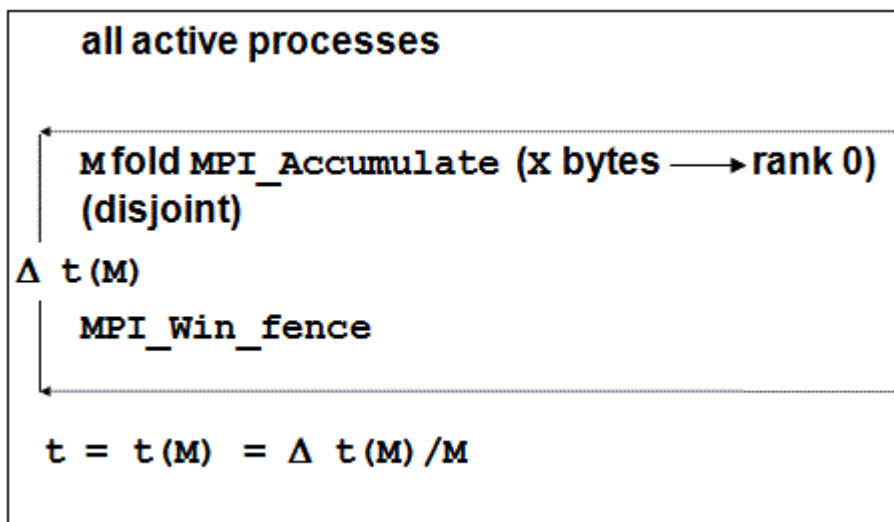 all active processes
M fold MPI_Accumulate (X bytes → rank 0)
(disjoint)
Δ t(M)
MPI_Win_fence
t = t(M) = Δ t(M)/M